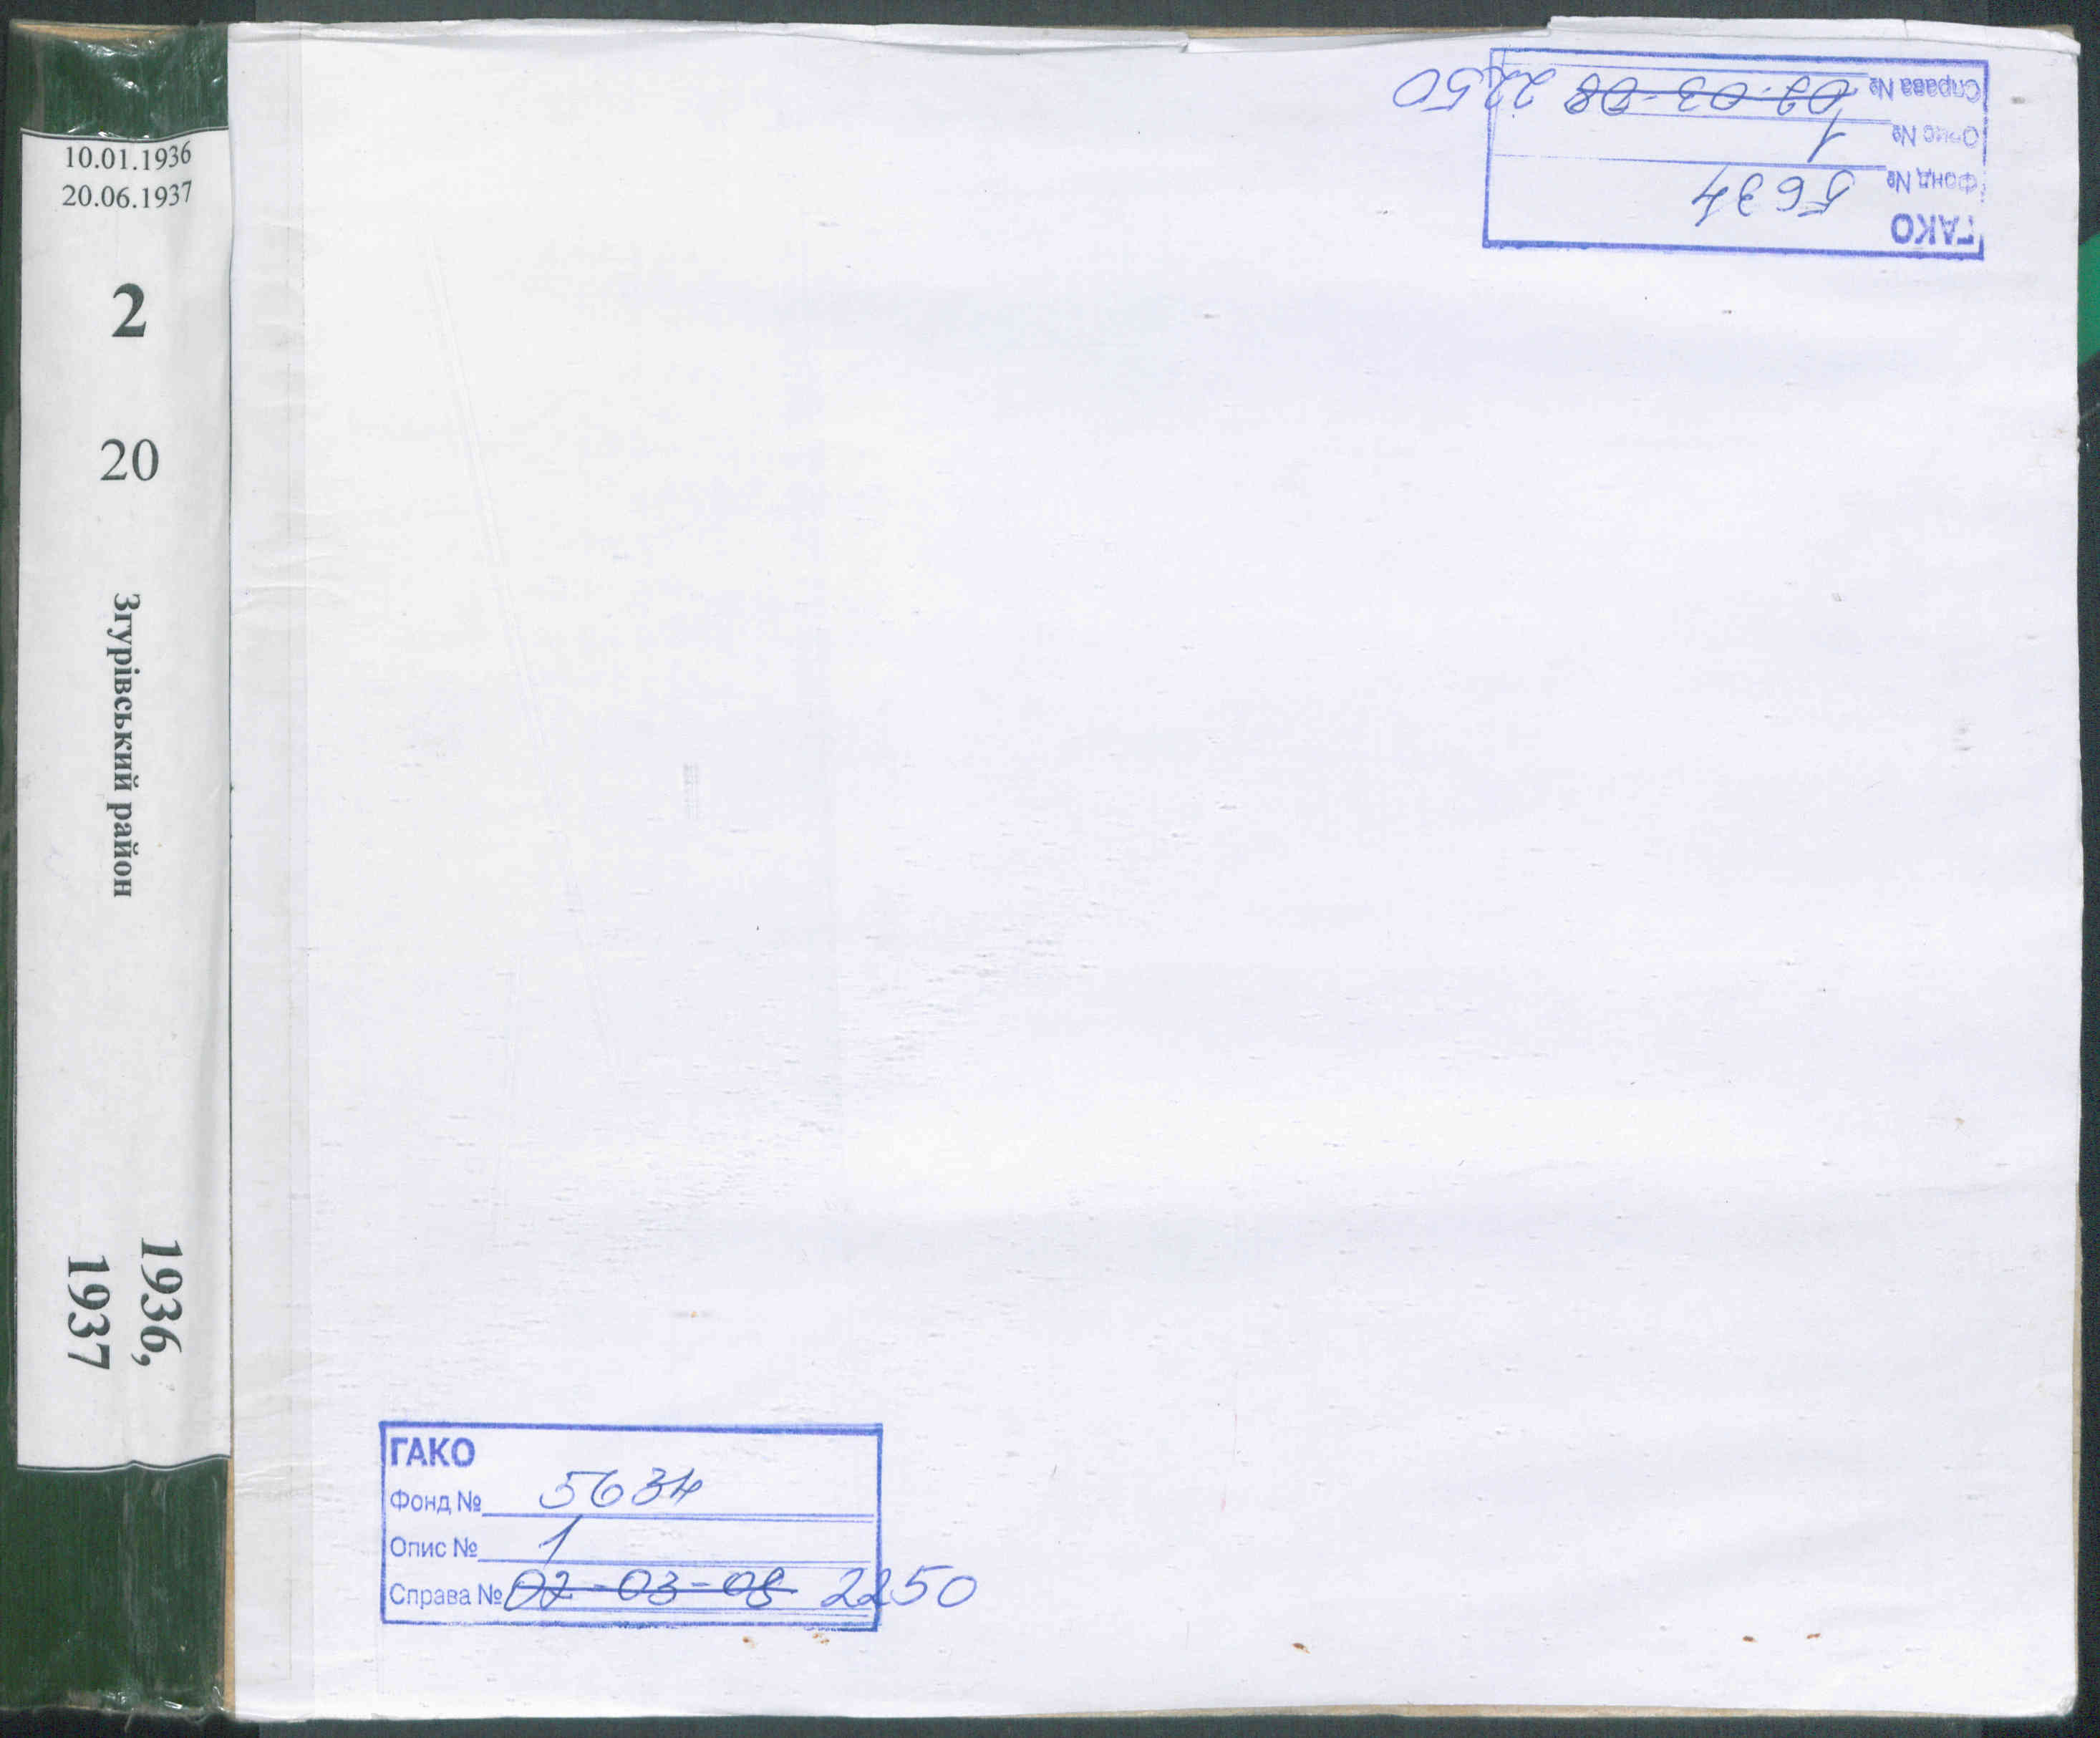 10.01.1936
20.06.1937
2
20
Згурівський район
1936,
1937
ГАКО
Фонд № 5634
Опис № 1
Справа № 02-03-08 2250
ГАКО
Фонд № 5634
Опис № 1
Справа № 02-03-08 2250